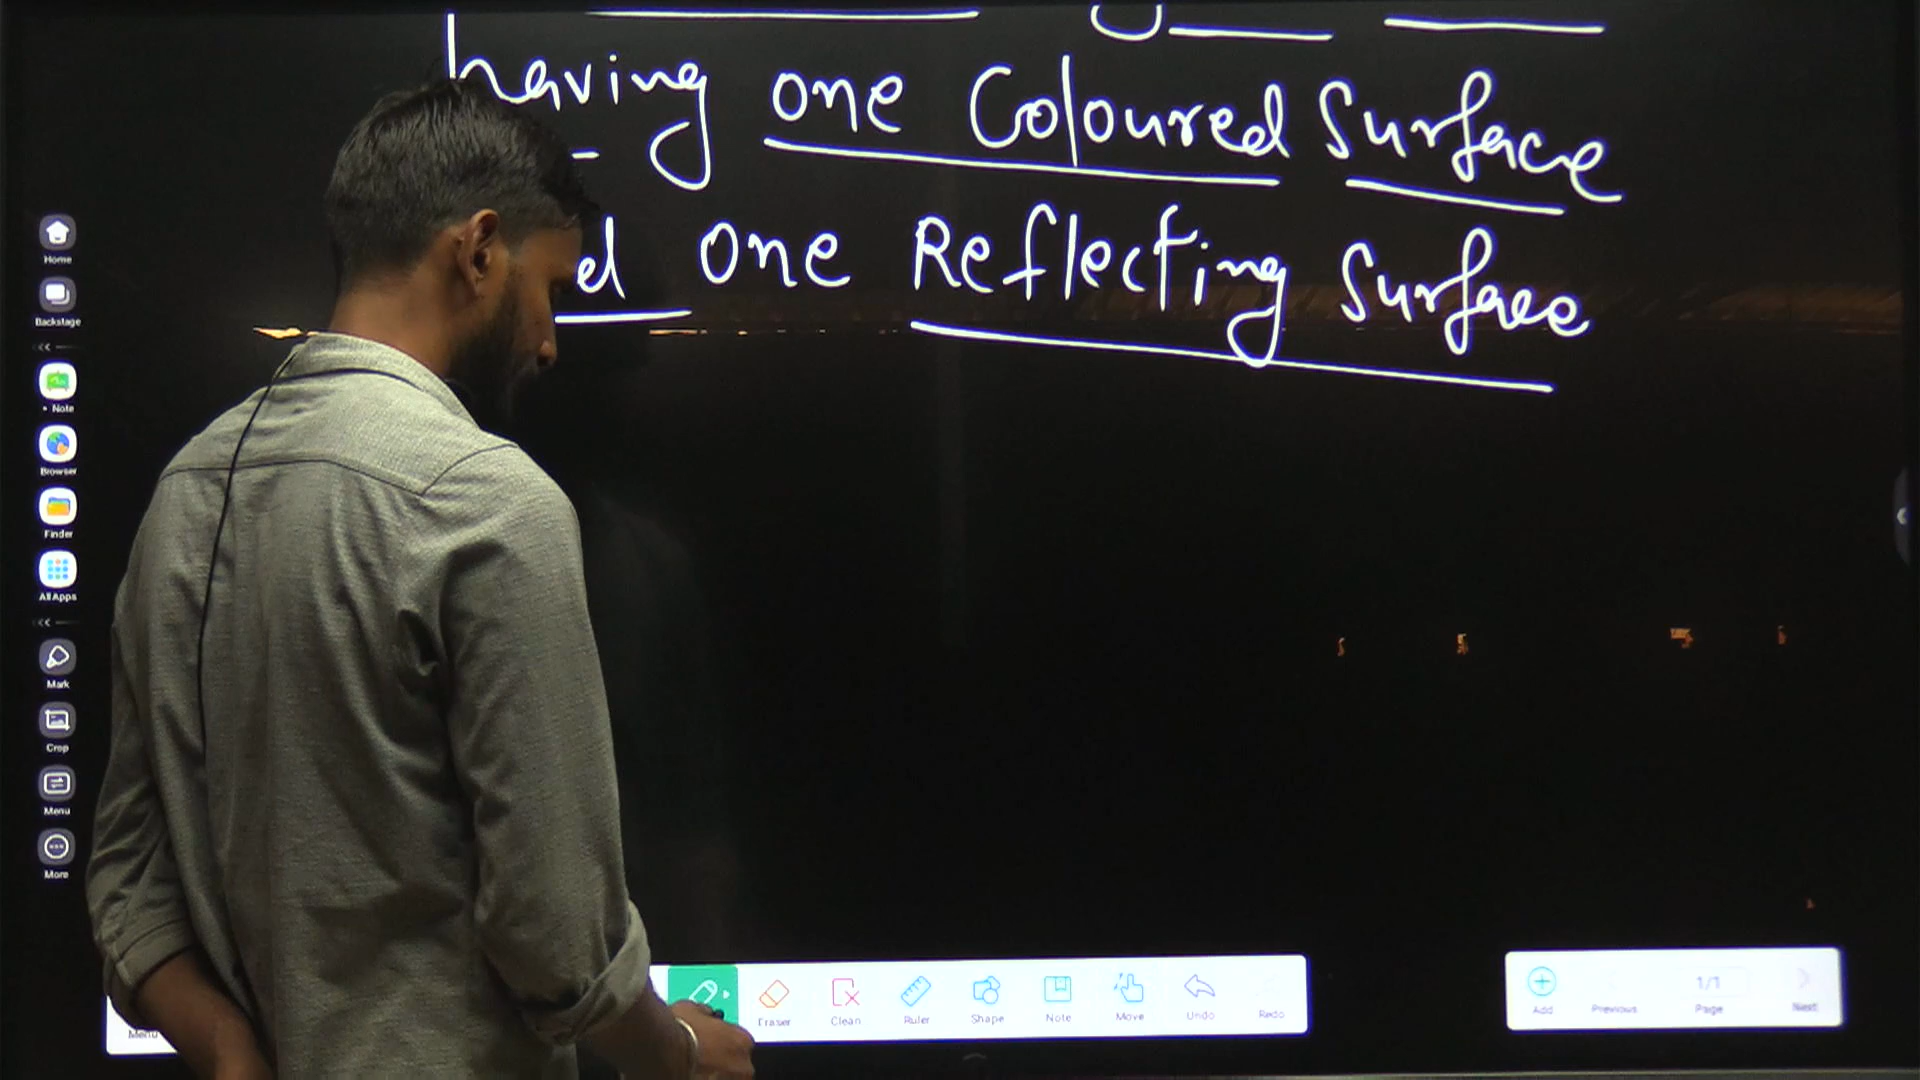 having one Coloured Surface
one Reflecting Surface
Home
Backstage
Note
Browser
Finder
All Apps
Mark
Crop
Menu
More
Menu
Eraser
Clean
Ruler
Shape
Note
Move
Undo
Redo
Add
Previous
1/1
Page
Next